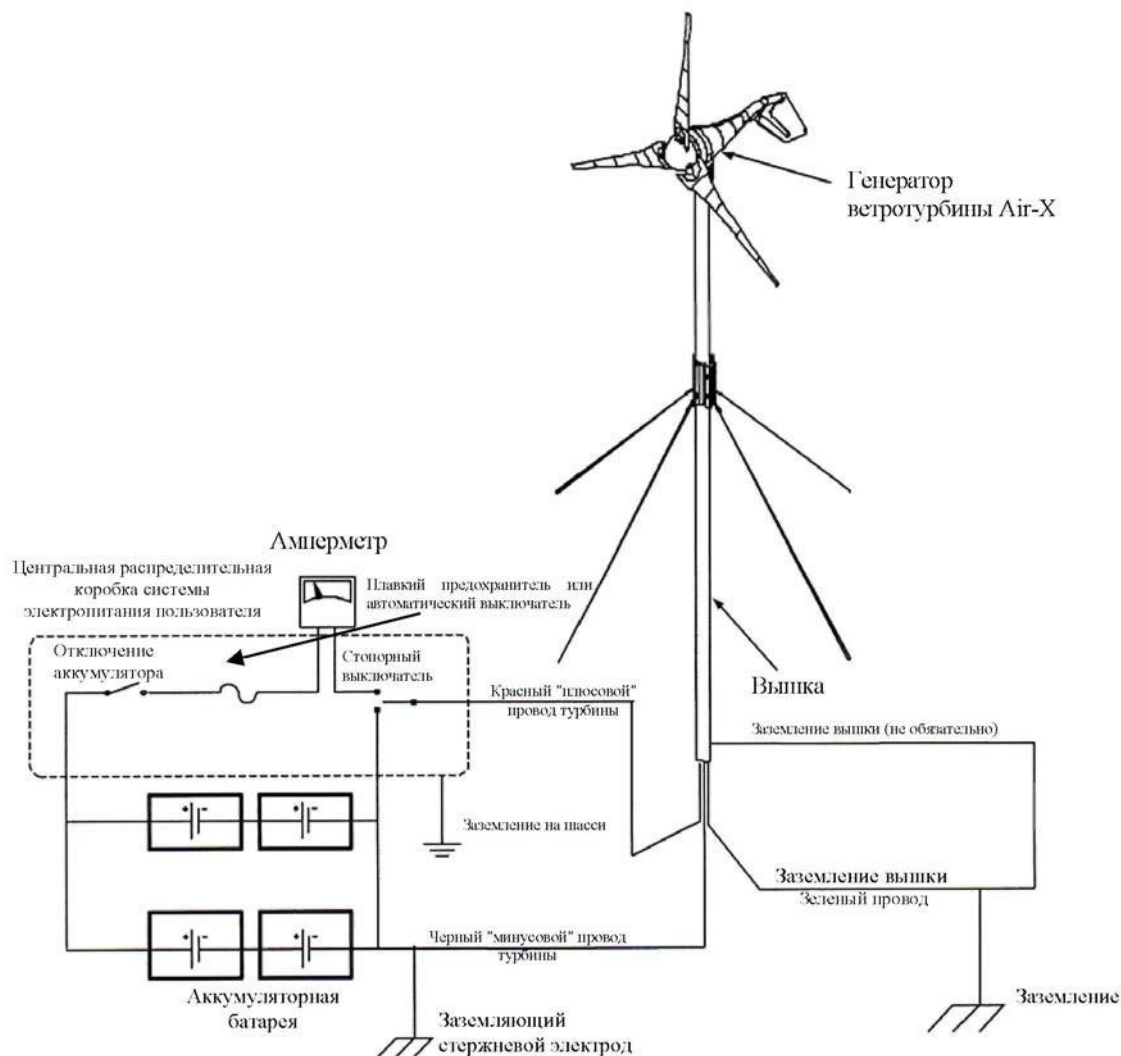 Генератор
ветротурбины Air-X
Амперметр
Центральная распределительная
коробка системы
электропитания пользователя
Плавкий предохранитель или
автоматический выключатель
Отключение
аккумулятора
Стопорный
выключатель
Красный "плюсовой"
провод турбины
Вышка
Заземление вышки (не обязательно)
Заземление на шасси
Заземление вышки
Зеленый провод
Черный "минусовой" провод
турбины
Аккумуляторная
батарея
Заземляющий
стержневой электрод
Заземление